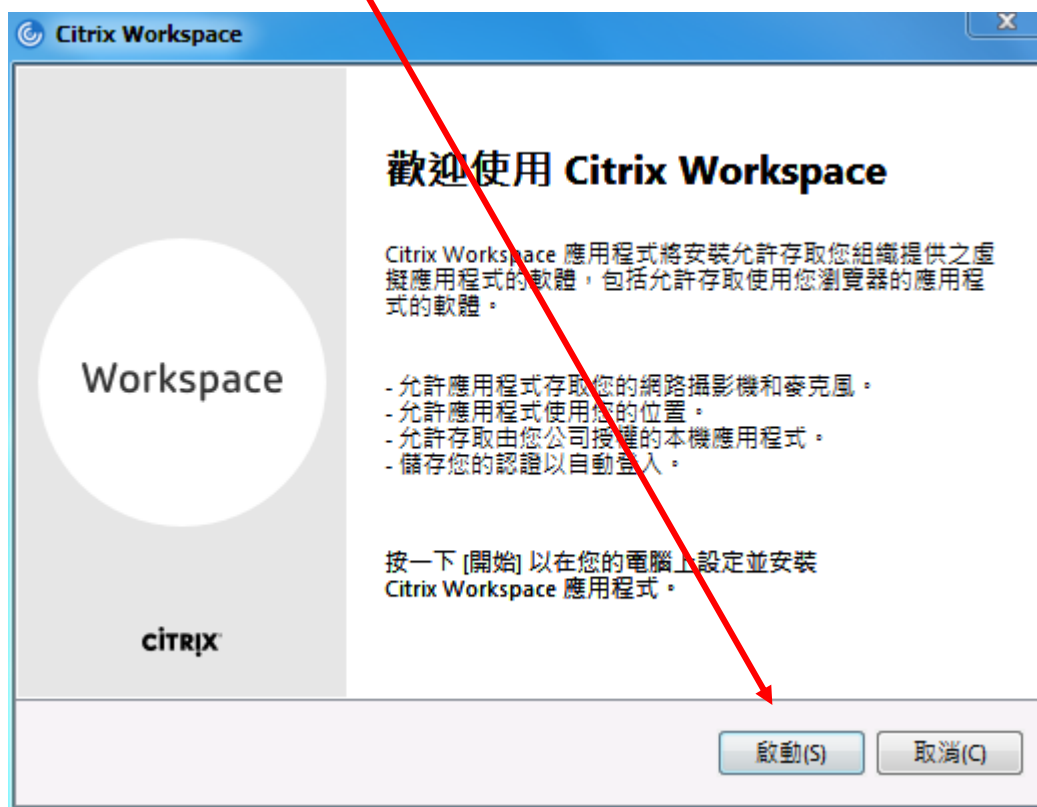 Citrix Workspace
歡迎使用 Citrix Workspace
Citrix Workspace 應用程式將安裝允許存取您組織提供之虛
擬應用程式的軟體，包括允許存取使用您瀏覽器的應用程
式的軟體。
Workspace
- 允許應用程式存取您的網路攝影機和麥克風。
- 允許應用程式使用您的位置。
- 允許存取由您公司授權的本機應用程式。
- 儲存您的認證以自動登入。
按一下 [開始] 以在您的電腦上設定並安裝
Citrix Workspace 應用程式。
CİTRIX
啟動(S)
取消(C)